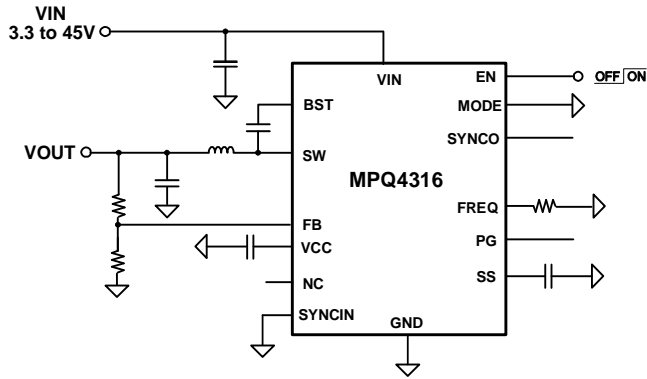 VIN
3.3 to 45V
VIN
EN
OFF ON
BST
MODE
SYNCO
VOUT
SW
MPQ4316
FREQ
FB
VCC
PG
NC
SS
SYNCIN
GND